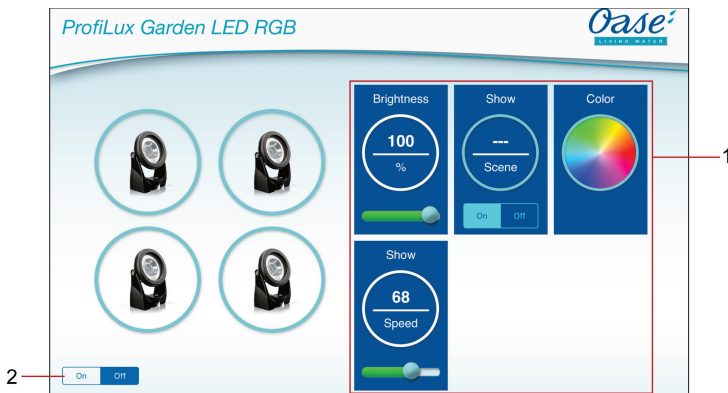 ProfiLux Garden LED RGB
Oase
LIVING WATER
Brightness
100
%
Show
---
Scene
On Off
Color
Show
68
Speed
On Off
1
2